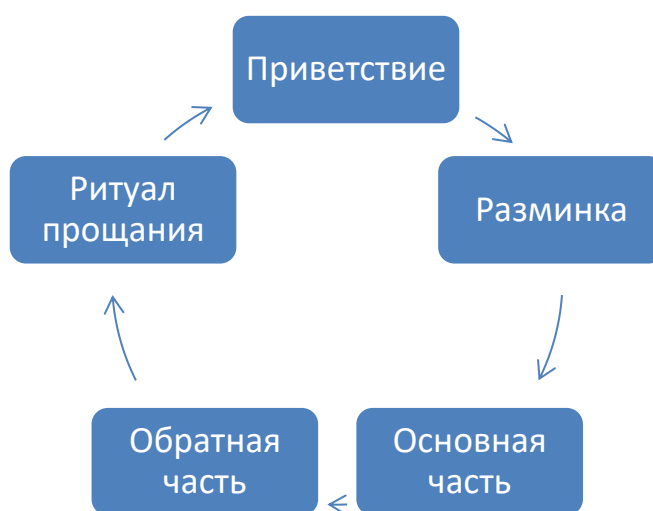 Приветствие
Разминка
Основная
часть
Обратная
часть
Ритуал
прощания